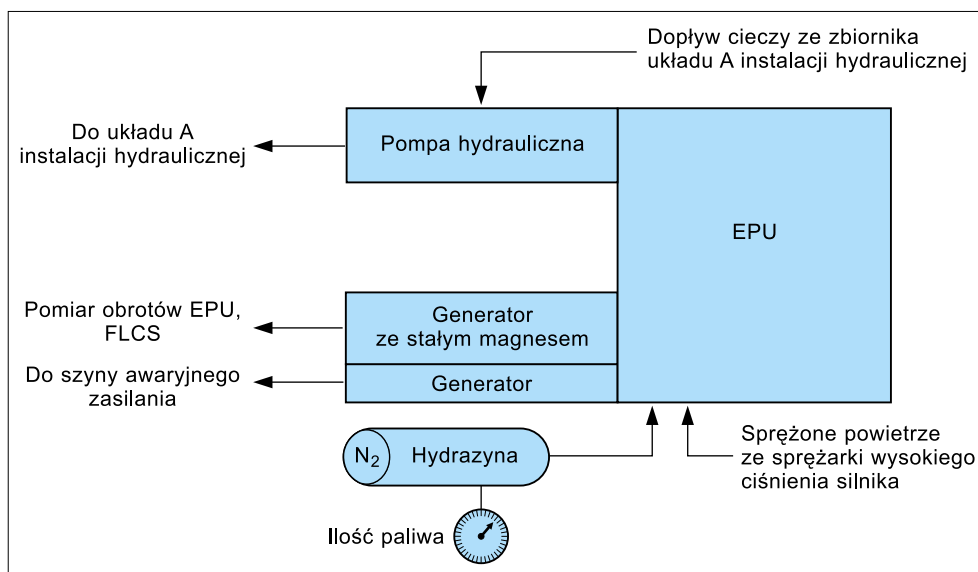 Dopływ cieczy ze zbiornika
układu A instalacji hydraulicznej
Do układu A
instalacji hydraulicznej
Pompa hydrauliczna
EPU
Pomiar obrotów EPU,
FLCS
Generator
ze stałym magnesem
Do szyny awaryjnego
zasilania
Generator
N2
Hydrazyna
Sprężone powietrze
ze sprężarki wysokiego
ciśnienia silnika
Ilość paliwa